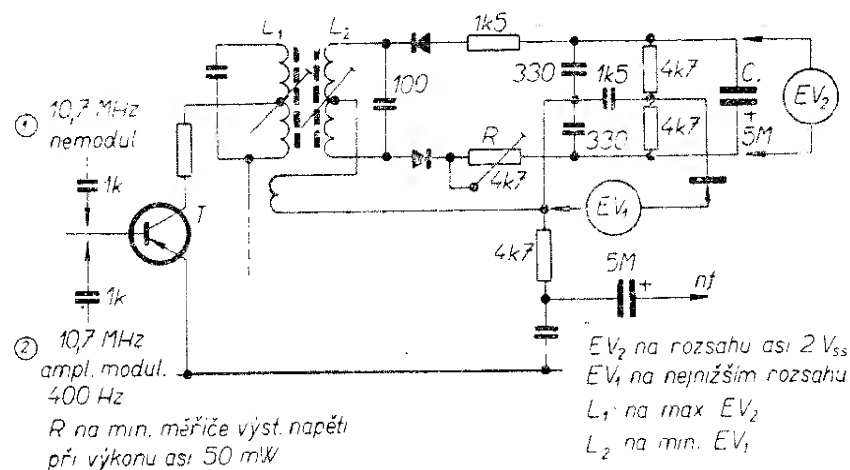 L₁ L₂
1k5
100
330
1k5
4k7
C.
+
5M
EV₂
① 10,7 MHz
nemodul
1k
T
R
4k7
330
4k7
EV₁
4k7
5M
+
nf
1k
② 10,7 MHz
ampl. modul.
400 Hz
R na min. měřiče výst. napětí
při výkonu asi 50 mW
EV₂ na rozsahu asi 2 Vss
EV₁ na nejnižším rozsahu
L₁ na max EV₂
L₂ na min. EV₁